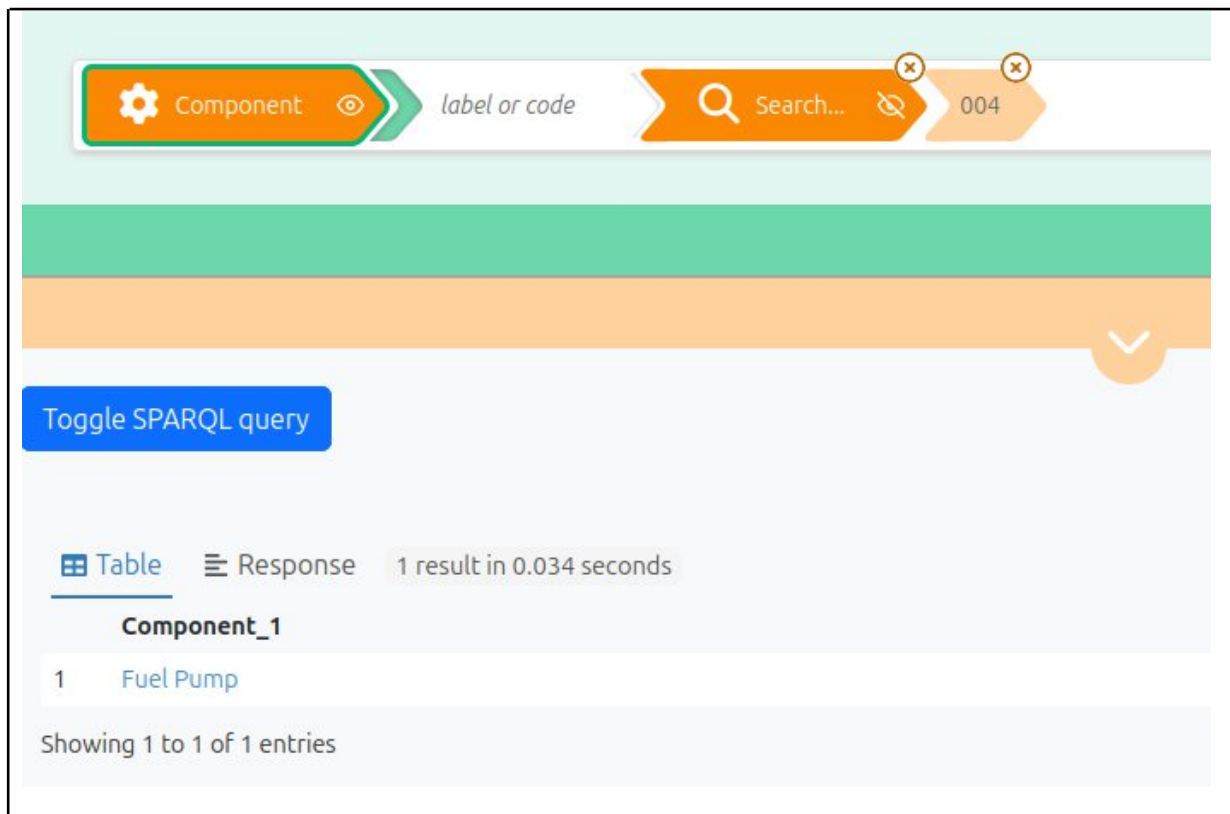 Component label or code Search... 004
Toggle SPARQL query
Table Response 1 result in 0.034 seconds
Component_1
1 Fuel Pump
Showing 1 to 1 of 1 entries